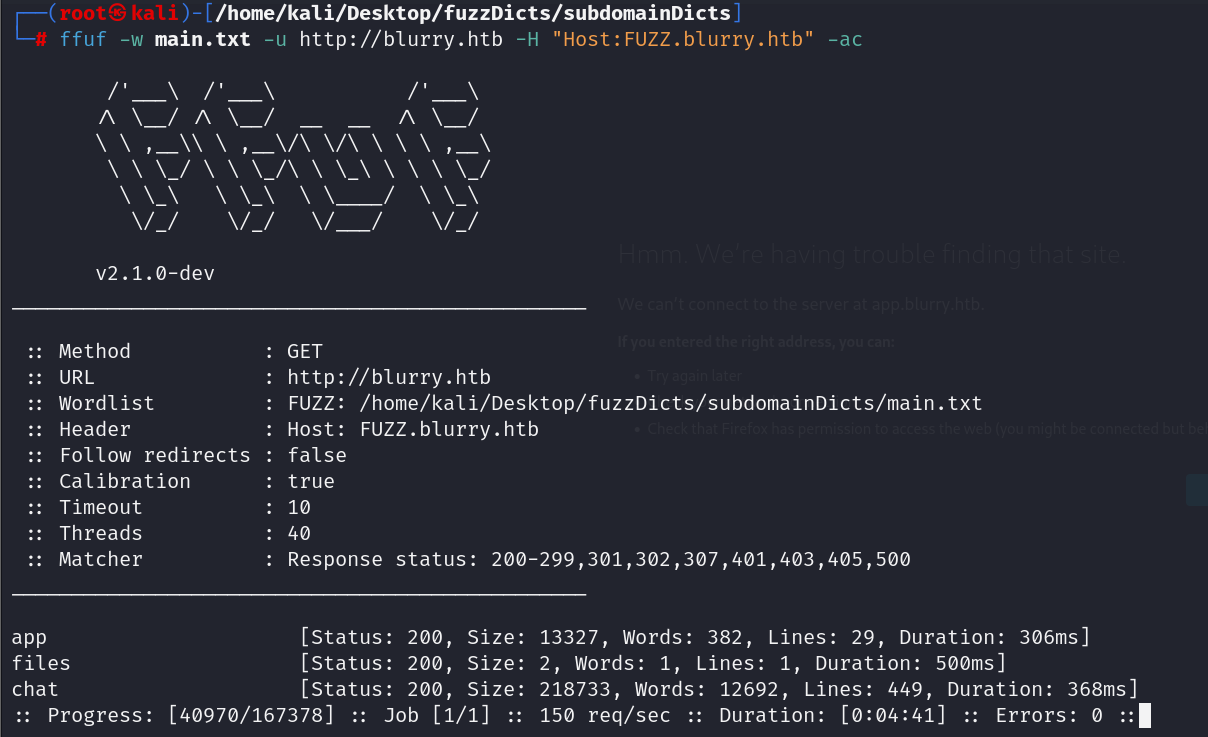 ┌──(root㉿kali)-[/home/kali/Desktop/fuzzDicts/subdomainDicts]
└─# ffuf -w main.txt -u http://blurry.htb -H "Host:FUZZ.blurry.htb" -ac
/'___\  /'___\           /'___\
/\ \__/ /\ \__/  __  __  /\ \__/
\ \ ,__\\ \ ,__\/\ \/\ \ \ \ ,__\
\ \ \_/ \ \ \_/\ \ \_\ \ \ \ \_/
\ \_\   \ \_\  \ \____/  \ \_\
\/_/    \/_/   \/___/    \/_/
Hmm. We're having trouble finding that site.
v2.1.0-dev
We can't connect to the server at app.blurry.htb.
________________________________________________
If you entered the right address, you can:
:: Method           : GET
• Try again later
:: URL              : http://blurry.htb
:: Wordlist         : FUZZ: /home/kali/Desktop/fuzzDicts/subdomainDicts/main.txt
:: Header           : Host: FUZZ.blurry.htb
• Check that Firefox has permission to access the web (you might be connected but
:: Follow redirects : false
:: Calibration      : true
:: Timeout          : 10
:: Threads          : 40
:: Matcher          : Response status: 200-299,301,302,307,401,403,405,500
________________________________________________
app                     [Status: 200, Size: 13327, Words: 382, Lines: 29, Duration: 306ms]
files                   [Status: 200, Size: 2, Words: 1, Lines: 1, Duration: 500ms]
chat                    [Status: 200, Size: 218733, Words: 12692, Lines: 449, Duration: 368ms]
:: Progress: [40970/167378] :: Job [1/1] :: 150 req/sec :: Duration: [0:04:41] :: Errors: 0 ::